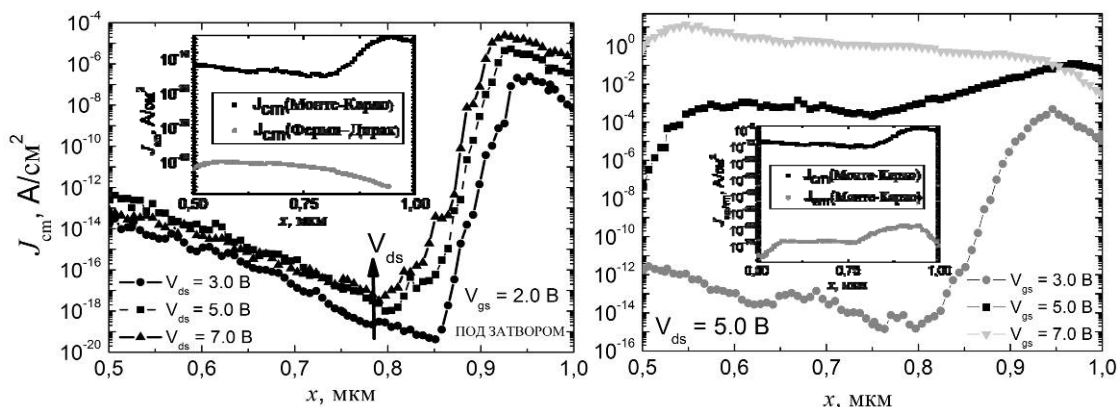 10⁻⁴
10⁻⁶
10⁻⁸
10⁻¹⁰
10⁻¹²
10⁻¹⁴
10⁻¹⁶
10⁻¹⁸
10⁻²⁰
J_cm, А/см²
J_cm(Монте-Карло)
J_cm(Ферми–Дирак)
0,50 0,75 1,00
x, мкм
V_ds
V_ds = 3.0 В
V_ds = 5.0 В
V_ds = 7.0 В
V_gs = 2.0 В
ПОД ЗАТВОРОМ
0,5 0,6 0,7 0,8 0,9 1,0
x, мкм
10⁰
10⁻²
10⁻⁴
10⁻⁶
10⁻⁸
10⁻¹⁰
10⁻¹²
10⁻¹⁴
10⁻¹⁶
J_cm(Монте-Карло)
(Монте-Карло)
0,75 1,00
x, мкм
V_ds = 5.0 В
V_gs = 3.0 В
V_gs = 5.0 В
V_gs = 7.0 В
0,5 0,6 0,7 0,8 0,9 1,0
x, мкм